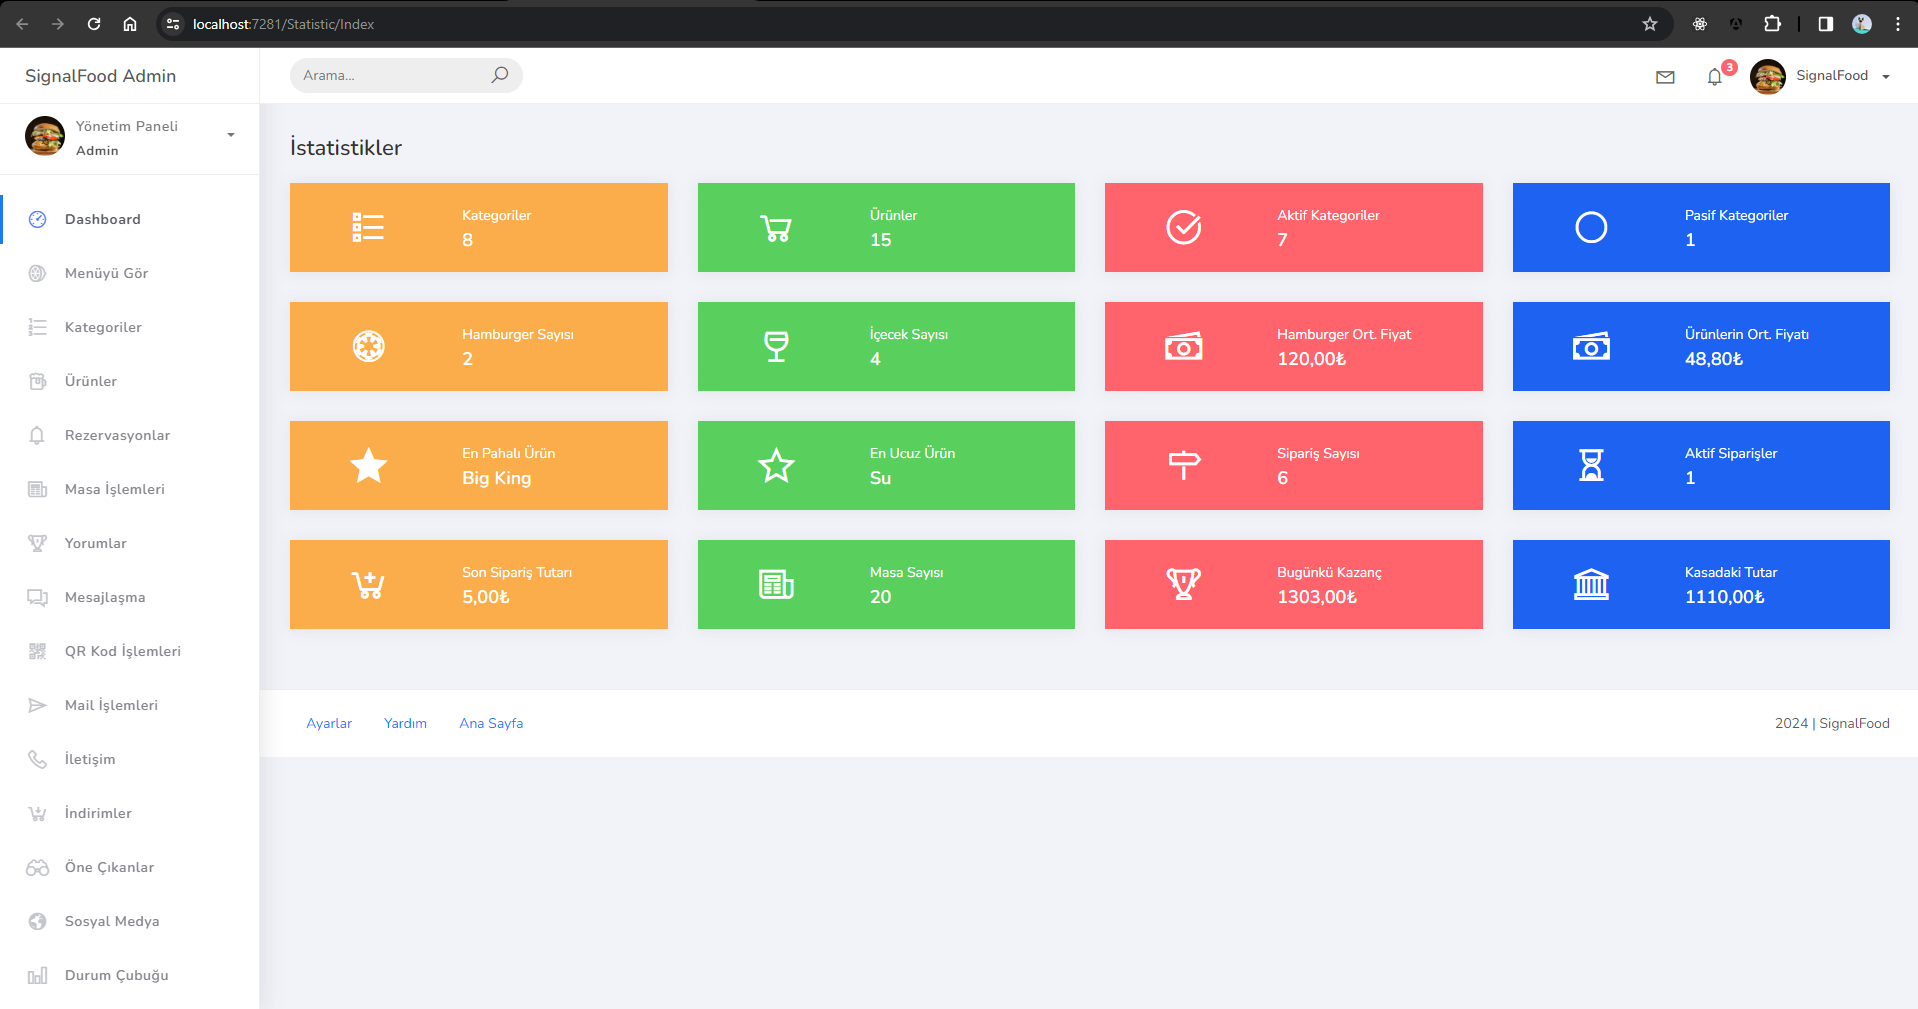 localhost:7281/Statistic/Index
SignalFood Admin
Arama...
3
SignalFood
Yönetim Paneli
Admin
Dashboard
Menüyü Gör
Kategoriler
Ürünler
Rezervasyonlar
Masa İşlemleri
Yorumlar
Mesajlaşma
QR Kod İşlemleri
Mail İşlemleri
İletişim
İndirimler
Öne Çıkanlar
Sosyal Medya
Durum Çubuğu
İstatistikler
Kategoriler
8
Ürünler
15
Aktif Kategoriler
7
Pasif Kategoriler
1
Hamburger Sayısı
2
İçecek Sayısı
4
Hamburger Ort. Fiyat
120,00₺
Ürünlerin Ort. Fiyatı
48,80₺
En Pahalı Ürün
Big King
En Ucuz Ürün
Su
Sipariş Sayısı
6
Aktif Siparişler
1
Son Sipariş Tutarı
5,00₺
Masa Sayısı
20
Bugünkü Kazanç
1303,00₺
Kasadaki Tutar
1110,00₺
Ayarlar
Yardım
Ana Sayfa
2024 | SignalFood